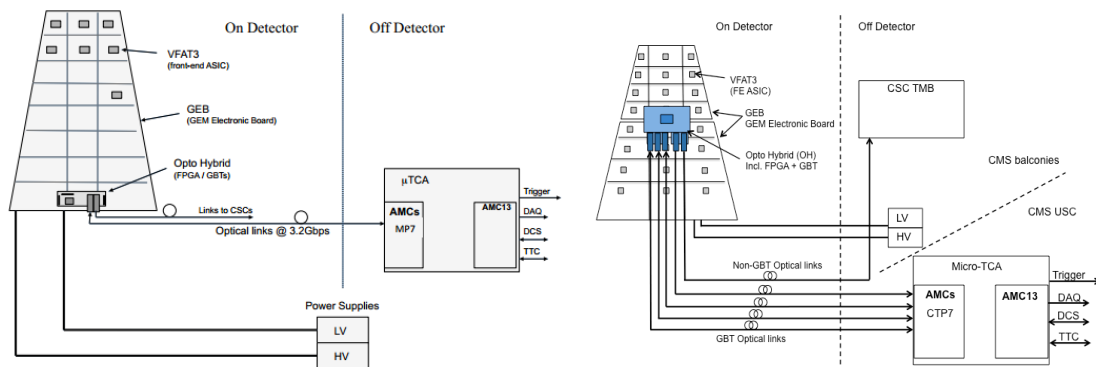 On Detector
Off Detector
VFAT3
(front-end ASIC)
GEB
(GEM Electronic Board)
Opto Hybrid
(FPGA / GBTs)
Links to CSCs
Optical links @ 3.2Gbps
µTCA
AMCs
MP7
AMC13
Trigger
DAQ
DCS
TTC
Power Supplies
LV
HV
On Detector
Off Detector
VFAT3
(FE ASIC)
GEB
GEM Electronic Board
Opto Hybrid (OH)
Incl. FPGA + GBT
CSC TMB
CMS balconies
CMS USC
LV
HV
Non-GBT Optical links
GBT Optical links
Micro-TCA
AMCs
CTP7
AMC13
Trigger
DAQ
DCS
TTC